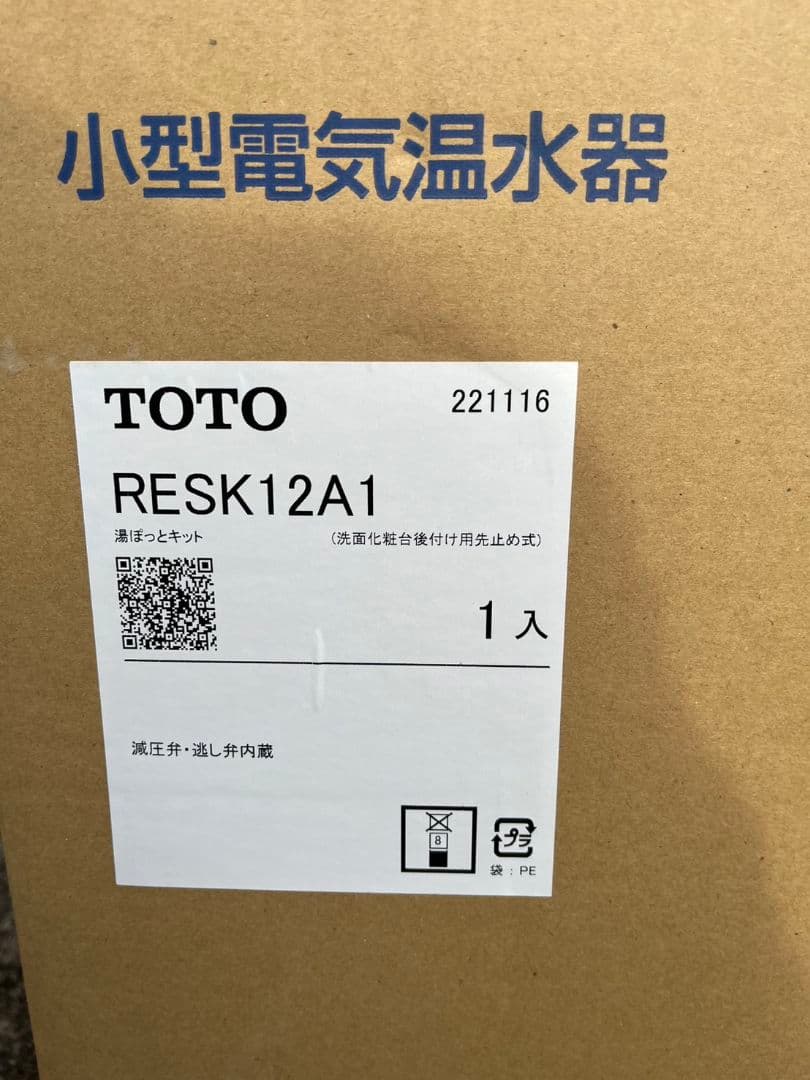 小型電気温水器
TOTO 221116
RESK12A1
湯ぽっとキット (洗面化粧台後付け用先止め式)
1入
減圧弁・逃し弁内蔵
8
プラ
袋：PE